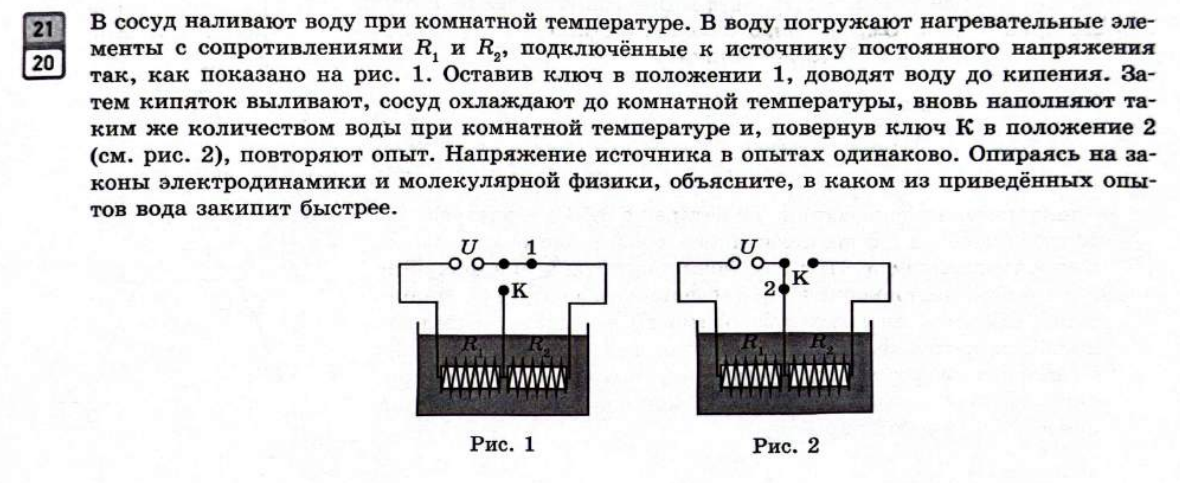 21
20
В сосуд наливают воду при комнатной температуре. В воду погружают нагревательные эле-
менты с сопротивлениями R₁ и R₂, подключённые к источнику постоянного напряжения
так, как показано на рис. 1. Оставив ключ в положении 1, доводят воду до кипения. За-
тем кипяток выливают, сосуд охлаждают до комнатной температуры, вновь наполняют та-
ким же количеством воды при комнатной температуре и, повернув ключ К в положение 2
(см. рис. 2), повторяют опыт. Напряжение источника в опытах одинаково. Опираясь на за-
коны электродинамики и молекулярной физики, объясните, в каком из приведённых опы-
тов вода закипит быстрее.
U 1
К
R₁ R₂
Рис. 1
U
К
2
R₁ R₂
Рис. 2